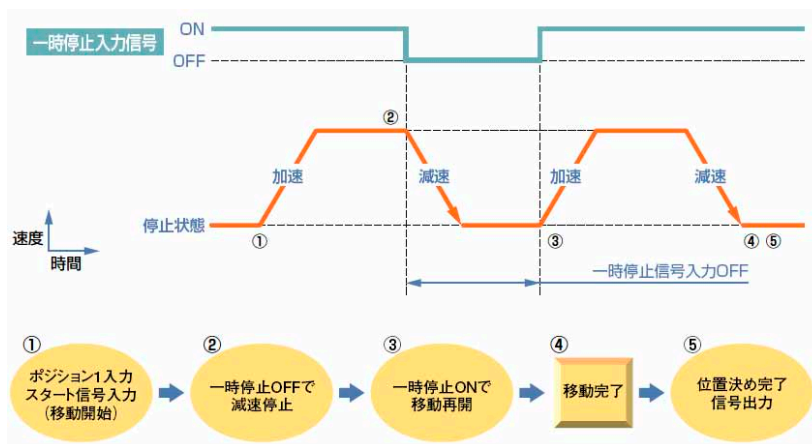 ON
一時停止入力信号
OFF
②
加速
減速
加速
減速
停止状態
速度
時間
①
③
④ ⑤
一時停止信号入力OFF
①
ポジション1入力
スタート信号入力
(移動開始)
②
一時停止OFFで
減速停止
③
一時停止ONで
移動再開
④
移動完了
⑤
位置決め完了
信号出力